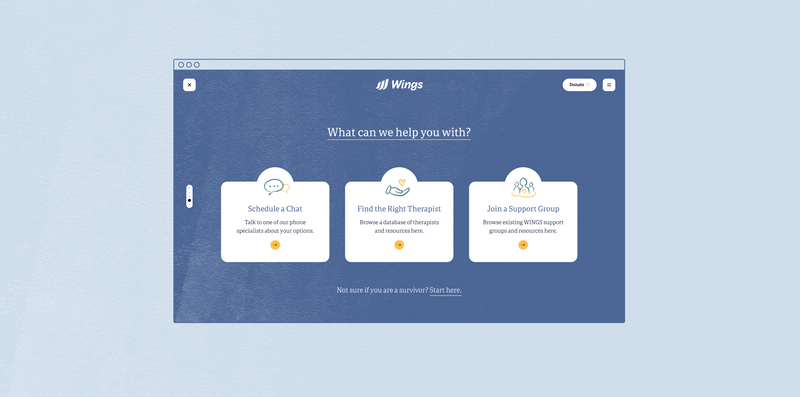 Wings
Donate
What can we help you with?
Schedule a Chat
Talk to one of our phone
specialists about your options.
Find the Right Therapist
Browse a database of therapists
and resources here.
Join a Support Group
Browse existing WINGS support
groups and resources here.
Not sure if you are a survivor? Start here.